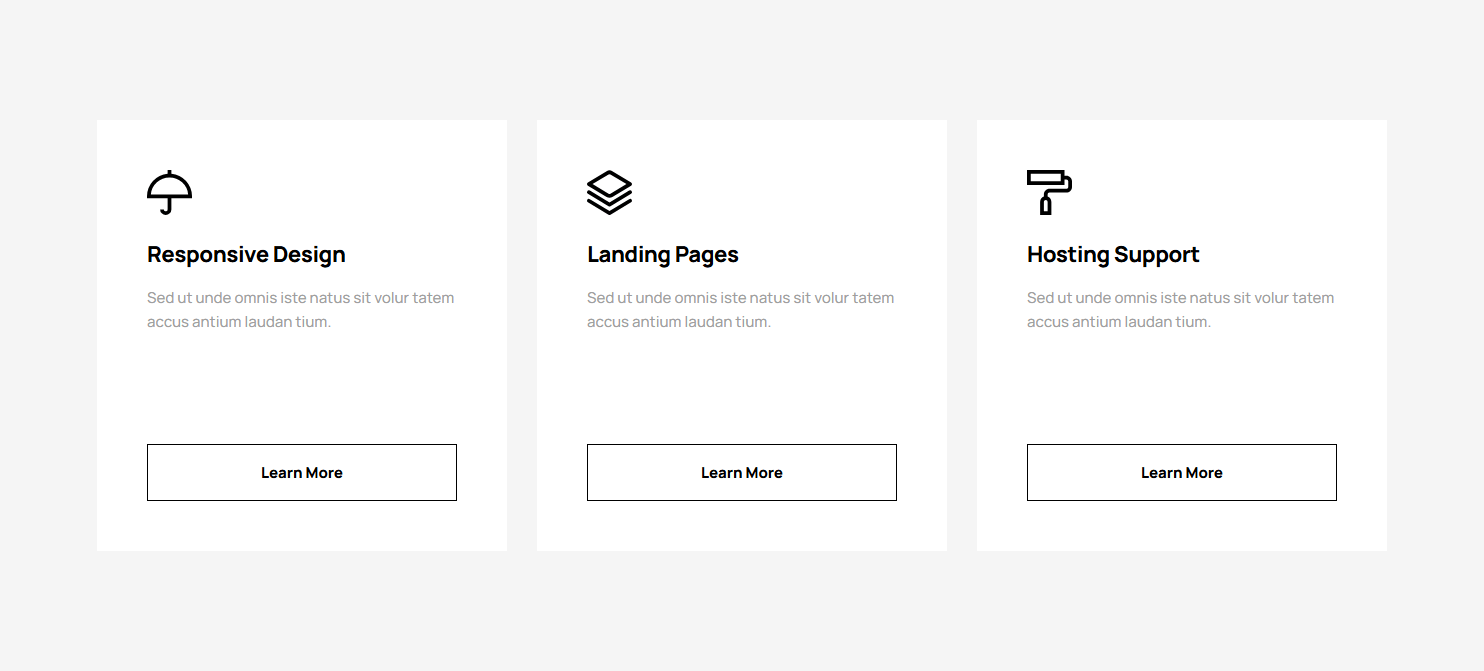 Responsive Design
Sed ut unde omnis iste natus sit volur tatem
accus antium laudan tium.
Learn More
Landing Pages
Sed ut unde omnis iste natus sit volur tatem
accus antium laudan tium.
Learn More
Hosting Support
Sed ut unde omnis iste natus sit volur tatem
accus antium laudan tium.
Learn More